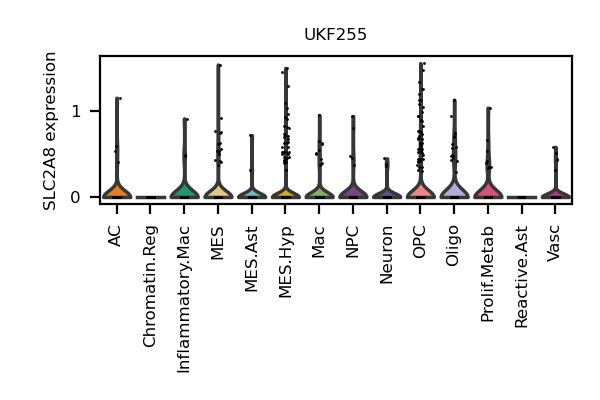 UKF255
SLC2A8 expression
1
0
AC
Chromatin.Reg
Inflammatory.Mac
MES
MES.Ast
MES.Hyp
Mac
NPC
Neuron
OPC
Oligo
Prolif.Metab
Reactive.Ast
Vasc